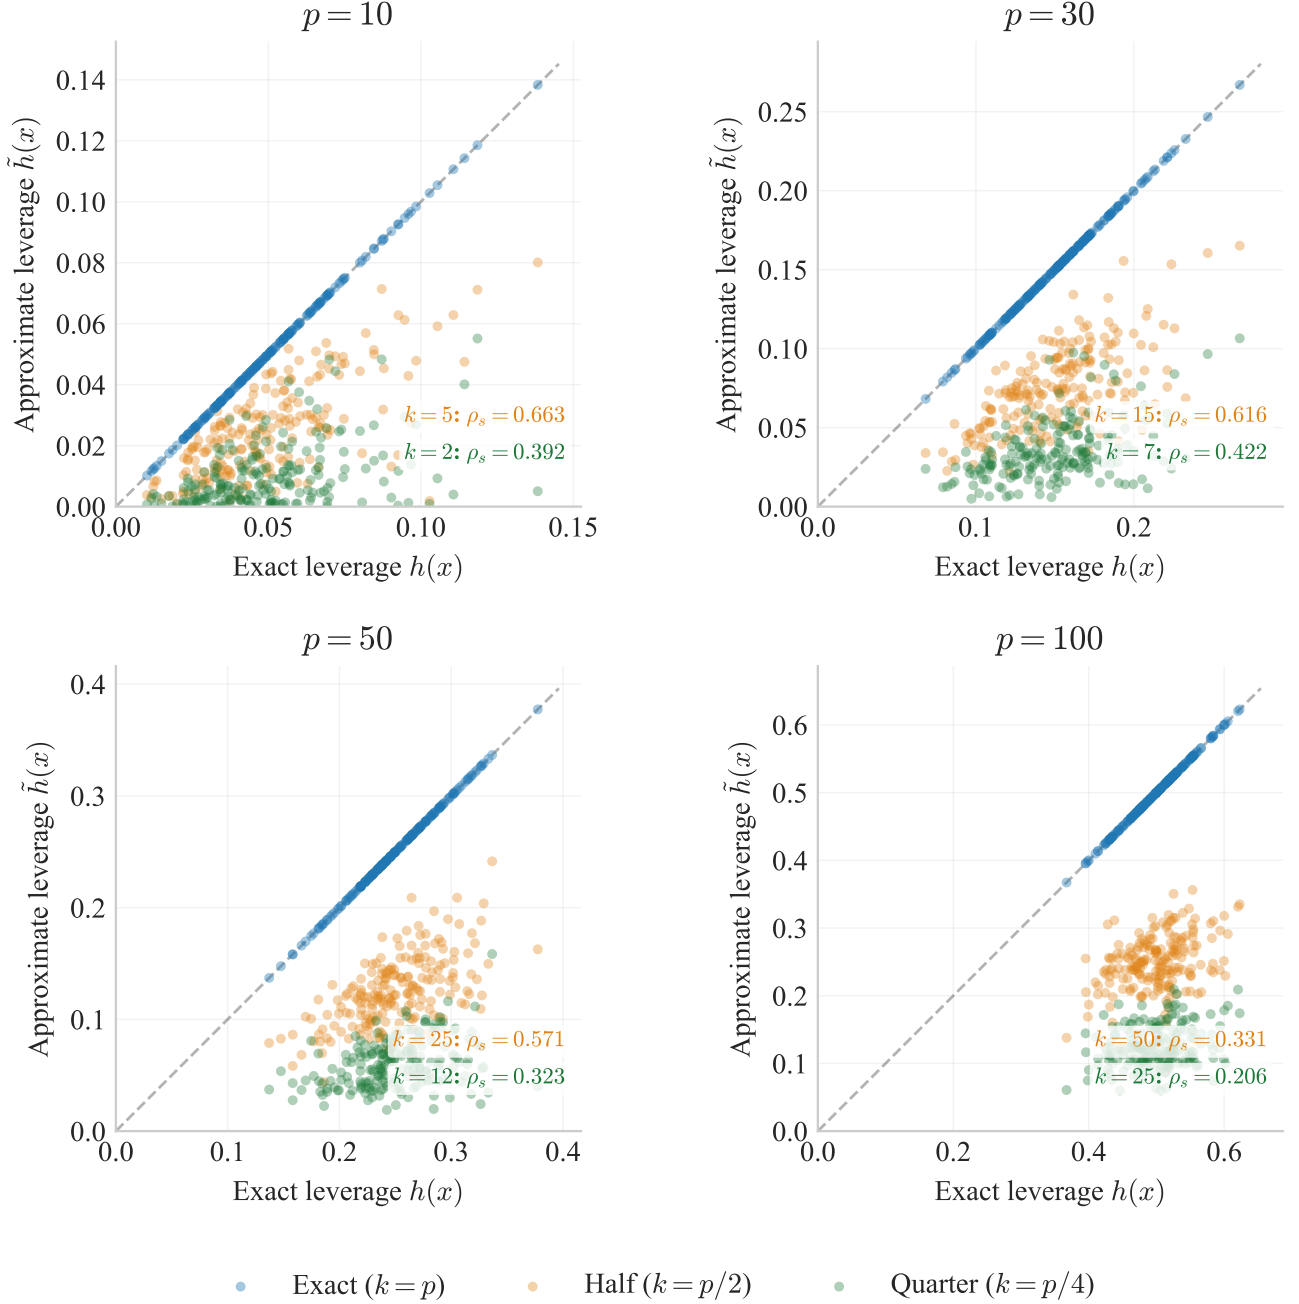 p = 10
p = 30
Approximate leverage h̃(x)
0.14
0.12
0.10
0.08
0.06
0.04
0.02
0.00
k = 5: ρₛ = 0.663
k = 2: ρₛ = 0.392
0.00 0.05 0.10 0.15
Exact leverage h(x)
Approximate leverage h̃(x)
0.25
0.20
0.15
0.10
0.05
0.00
k = 15: ρₛ = 0.616
k = 7: ρₛ = 0.422
0.0 0.1 0.2
Exact leverage h(x)
p = 50
p = 100
Approximate leverage h̃(x)
0.4
0.3
0.2
0.1
0.0
k = 25: ρₛ = 0.571
k = 12: ρₛ = 0.323
0.0 0.1 0.2 0.3 0.4
Exact leverage h(x)
Approximate leverage h̃(x)
0.6
0.5
0.4
0.3
0.2
0.1
0.0
k = 50: ρₛ = 0.331
k = 25: ρₛ = 0.206
0.0 0.2 0.4 0.6
Exact leverage h(x)
Exact (k = p) Half (k = p/2) Quarter (k = p/4)